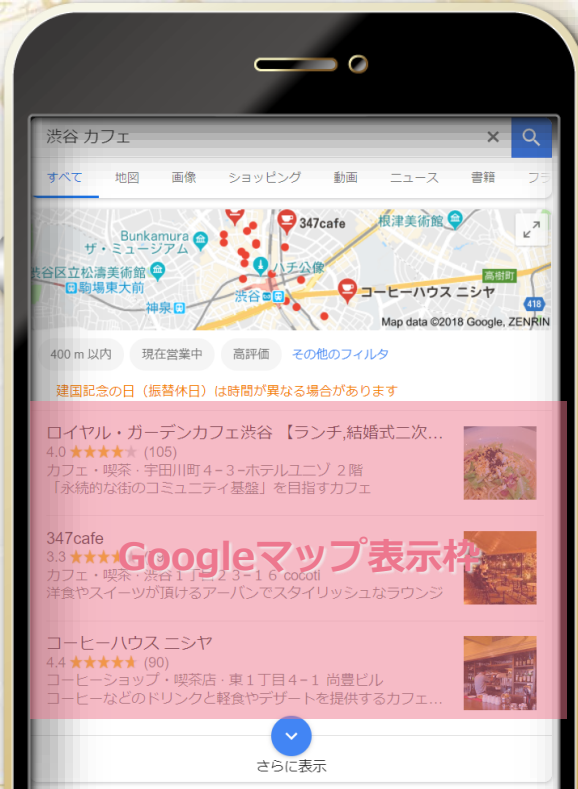 渋谷 カフェ
すべて 地図 画像 ショッピング 動画 ニュース 書籍 フラ
347cafe
根津美術館
Bunkamura
ザ・ミュージアム
ハチ公像
渋谷区立松濤美術館
高樹町
駒場東大前
コーヒーハウス ニシヤ
渋谷
神泉
418
Map data ©2018 Google, ZENRIN
400 m 以内 現在営業中 高評価 その他のフィルタ
建国記念の日（振替休日）は時間が異なる場合があります
ロイヤル・ガーデンカフェ渋谷 【ランチ,結婚式二次...
4.0 ★★★★★ (105)
カフェ・喫茶 · 宇田川町４−３−ホテルユニゾ ２階
「永続的な街のコミュニティ基盤」を目指すカフェ
347cafe
3.3
Googleマップ表示枠
カフェ・喫茶 · 渋谷１丁目２３−１６ cocoti
洋食やスイーツが頂けるアーバンでスタイリッシュなラウンジ
コーヒーハウス ニシヤ
4.4 ★★★★★ (90)
コーヒーショップ・喫茶店 · 東１丁目４−１ 尚豊ビル
コーヒーなどのドリンクと軽食やデザートを提供するカフェ...
さらに表示